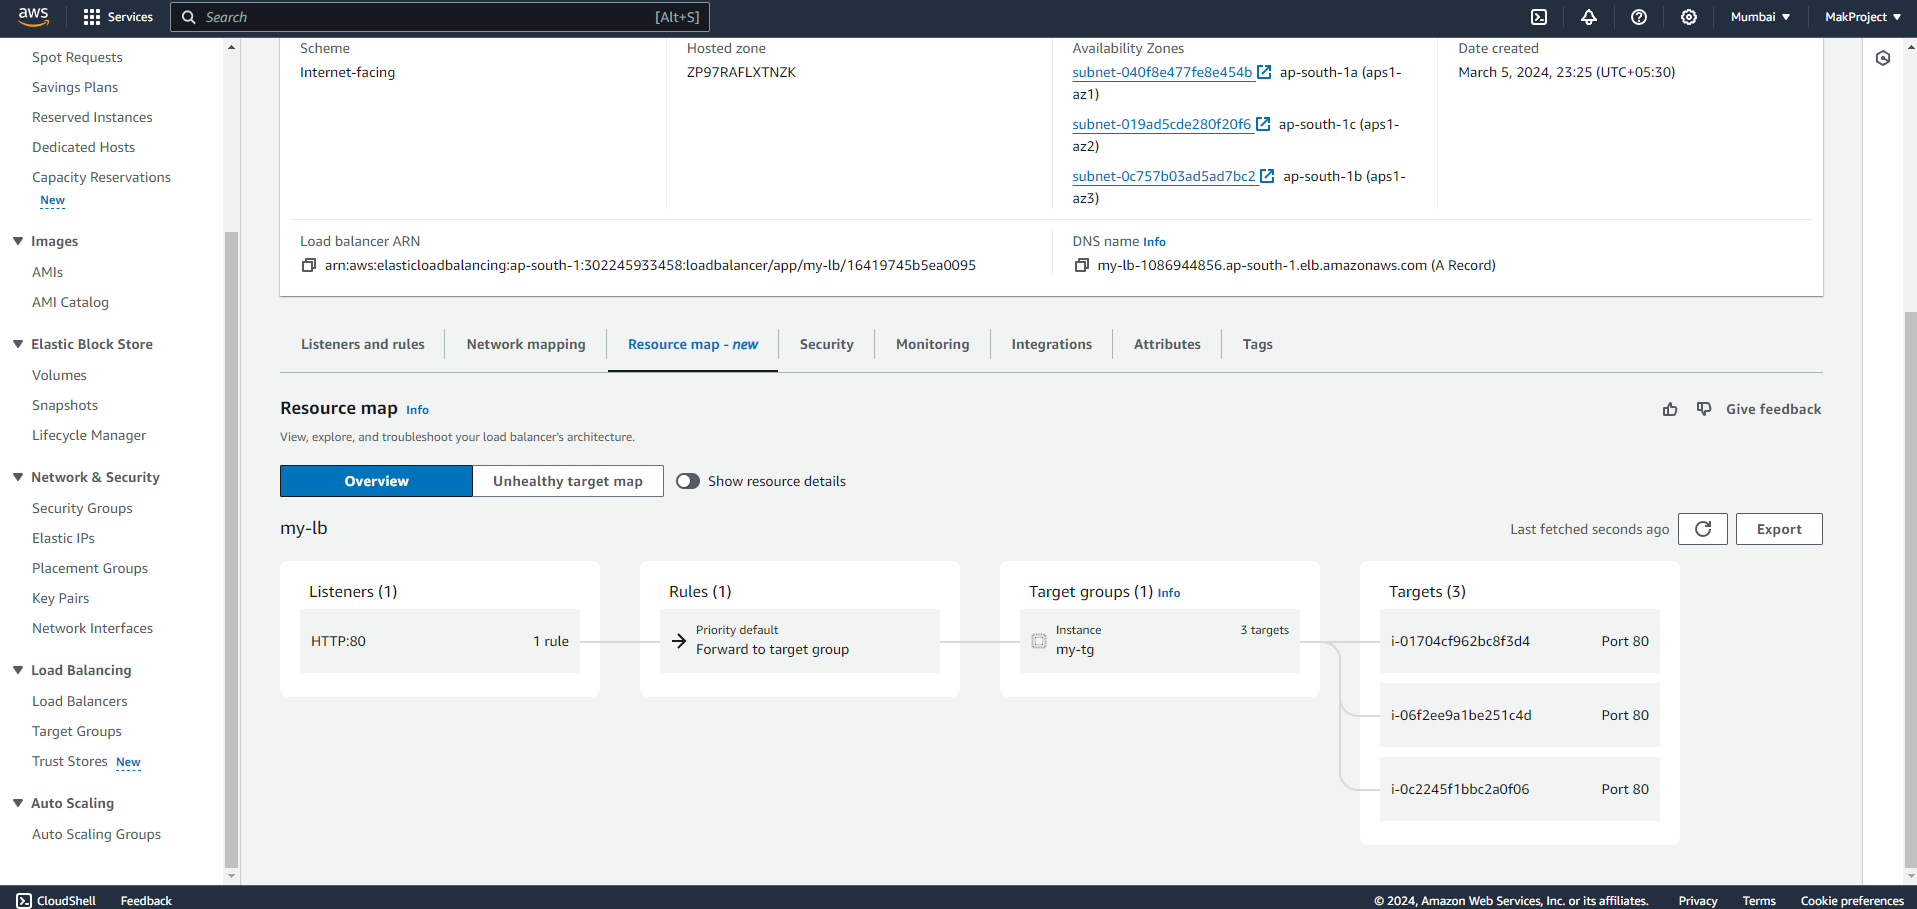 aws
Services
Search
[Alt+S]
Mumbai
MakProject
Spot Requests
Savings Plans
Reserved Instances
Dedicated Hosts
Capacity Reservations
New
Images
AMIs
AMI Catalog
Elastic Block Store
Volumes
Snapshots
Lifecycle Manager
Network & Security
Security Groups
Elastic IPs
Placement Groups
Key Pairs
Network Interfaces
Load Balancing
Load Balancers
Target Groups
Trust Stores New
Auto Scaling
Auto Scaling Groups
Scheme
Internet-facing
Hosted zone
ZP97RAFLXTNZK
Availability Zones
subnet-040f8e477fe8e454b ap-south-1a (aps1-
az1)
subnet-019ad5cde280f20f6 ap-south-1c (aps1-
az2)
subnet-0c757b03ad5ad7bc2 ap-south-1b (aps1-
az3)
Date created
March 5, 2024, 23:25 (UTC+05:30)
Load balancer ARN
arn:aws:elasticloadbalancing:ap-south-1:302245933458:loadbalancer/app/my-lb/16419745b5ea0095
DNS name Info
my-lb-1086944856.ap-south-1.elb.amazonaws.com (A Record)
Listeners and rules
Network mapping
Resource map - new
Security
Monitoring
Integrations
Attributes
Tags
Resource map Info
Give feedback
View, explore, and troubleshoot your load balancer's architecture.
Overview
Unhealthy target map
Show resource details
my-lb
Last fetched seconds ago
Export
Listeners (1)
HTTP:80
1 rule
Rules (1)
Priority default
Forward to target group
Target groups (1) Info
Instance
3 targets
my-tg
Targets (3)
i-01704cf962bc8f3d4
Port 80
i-06f2ee9a1be251c4d
Port 80
i-0c2245f1bbc2a0f06
Port 80
CloudShell
Feedback
© 2024, Amazon Web Services, Inc. or its affiliates.
Privacy
Terms
Cookie preferences